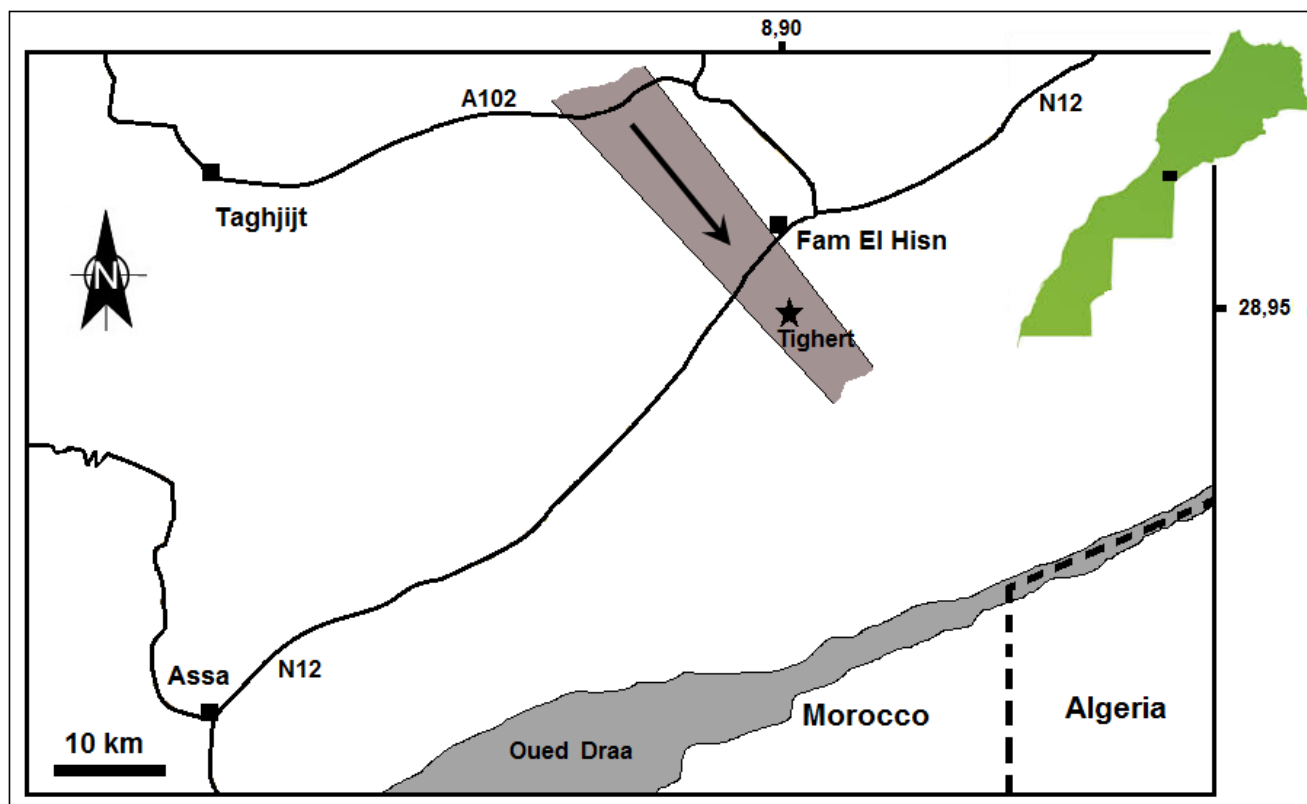 8,90
A102
N12
Taghjijt
Fam El Hisn
N
28,95
Tighert
Assa
N12
Morocco
Algeria
10 km
Oued Draa